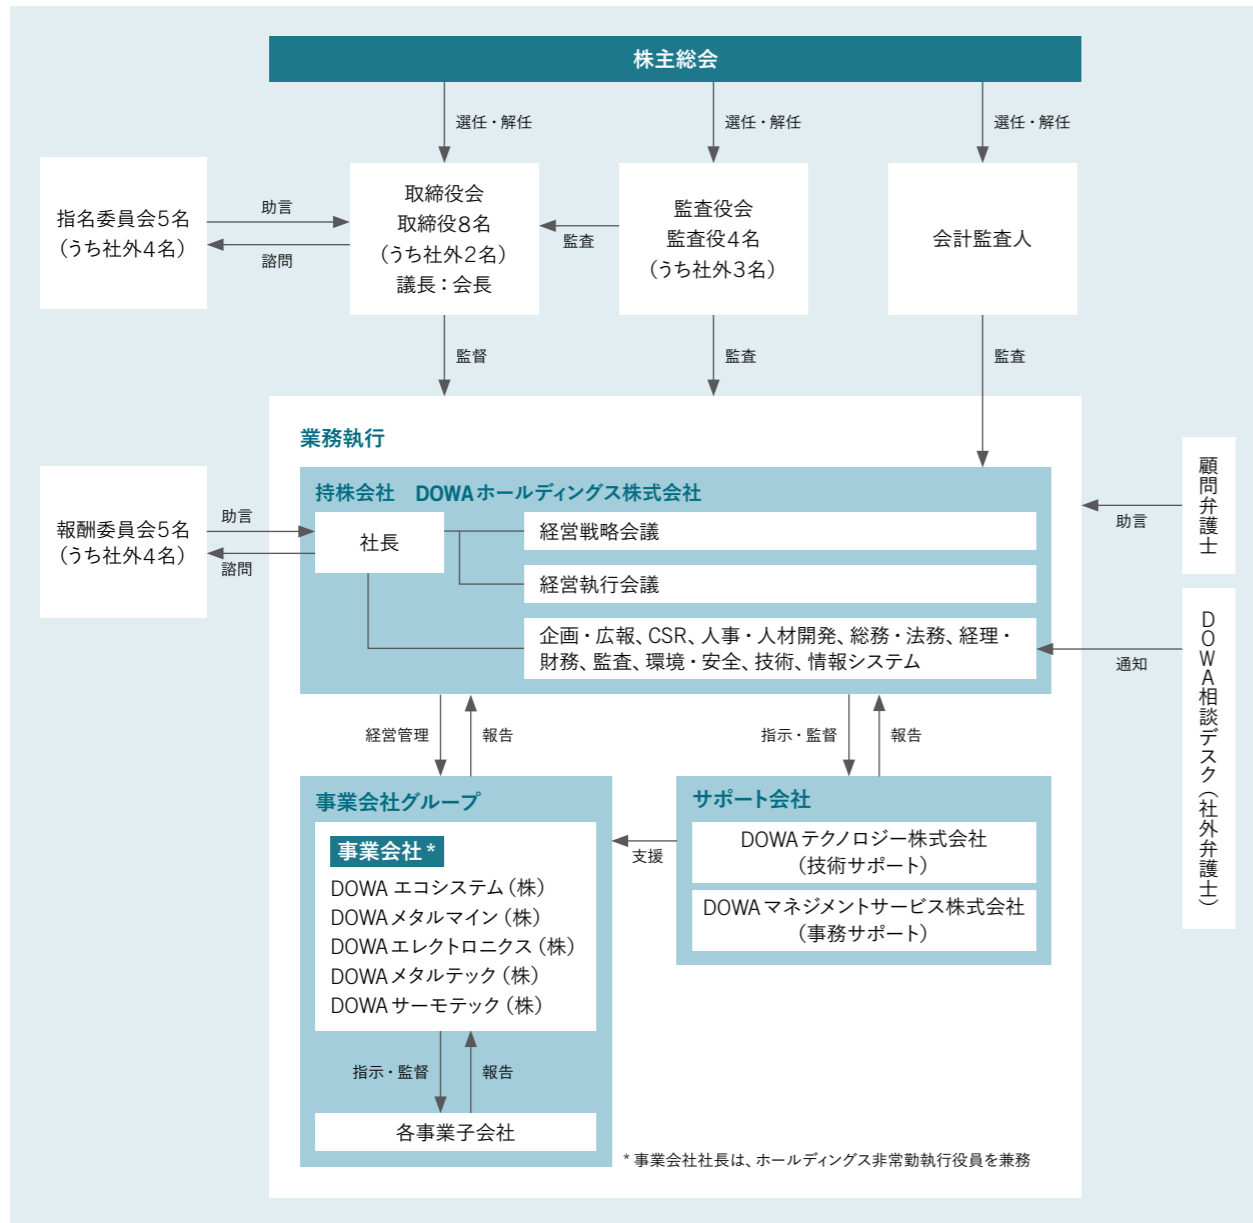 株主総会
選任・解任
選任・解任
選任・解任
指名委員会5名
(うち社外4名)
助言
諮問
取締役会
取締役8名
(うち社外2名)
議長：会長
監査
監査役会
監査役4名
(うち社外3名)
会計監査人
監督
監査
監査
業務執行
持株会社　DOWAホールディングス株式会社
報酬委員会5名
(うち社外4名)
助言
諮問
社長
経営戦略会議
経営執行会議
企画・広報、CSR、人事・人材開発、総務・法務、経理・
財務、監査、環境・安全、技術、情報システム
顧問弁護士
助言
DOWA相談デスク（社外弁護士）
通知
経営管理
報告
指示・監督
報告
事業会社グループ
事業会社*
DOWA エコシステム（株）
DOWA メタルマイン（株）
DOWA エレクトロニクス（株）
DOWA メタルテック（株）
DOWA サーモテック（株）
支援
サポート会社
DOWA テクノロジー株式会社
（技術サポート）
DOWA マネジメントサービス株式会社
（事務サポート）
指示・監督
報告
各事業子会社
* 事業会社社長は、ホールディングス非常勤執行役員を兼務